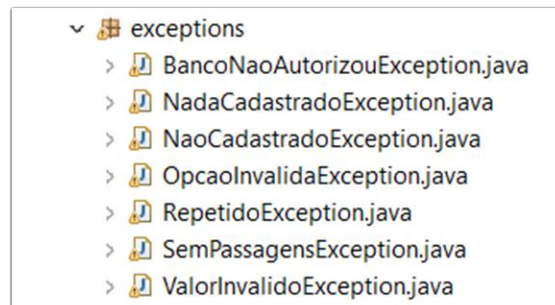 exceptions
BancoNaoAutorizouException.java
NadaCadastradoException.java
NaoCadastradoException.java
OpcaoInvalidaException.java
RepetidoException.java
SemPassagensException.java
ValorInvalidoException.java